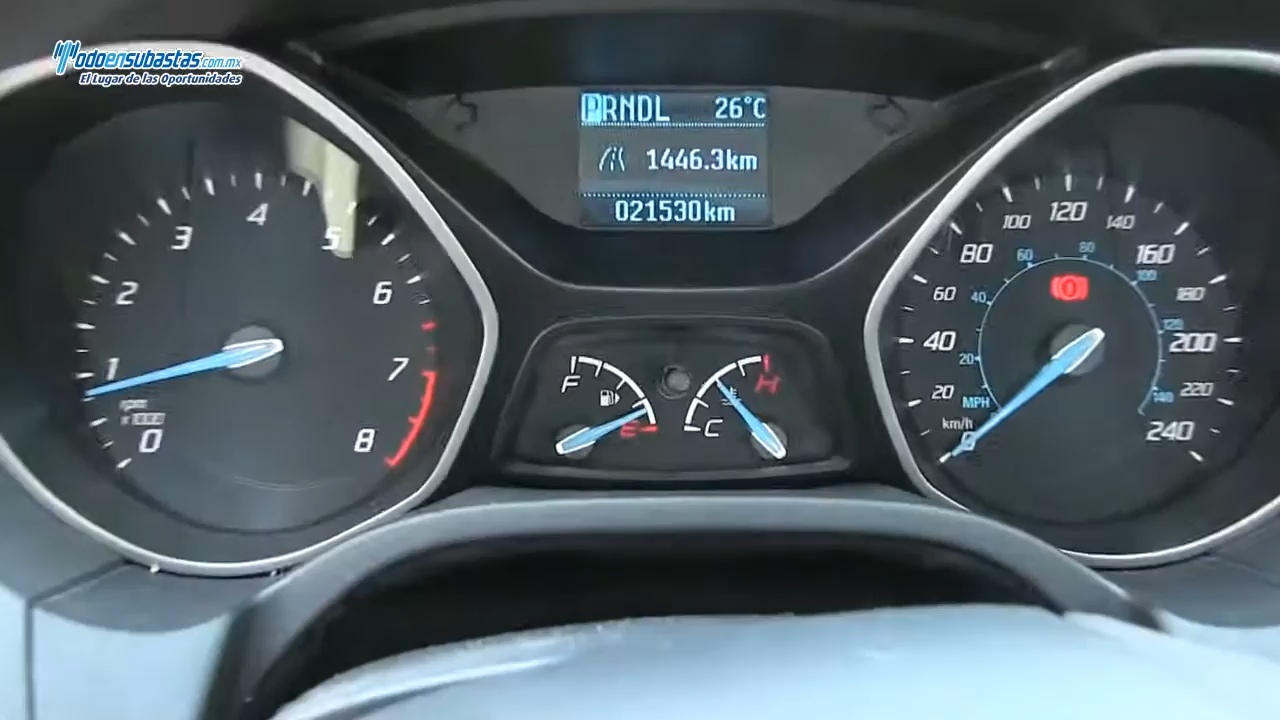 Modoensubastas.com.mx
El Lugar de las Oportunidades
PRNDL 26°C
1446.3km
021530km
0 1 2 3 4 5 6 7 8
rpm
x1000
F E
C H
0 20 40 60 80 100 120 140 160 180 200 220 240
km/h
20 40 60 80 100 120 140
MPH